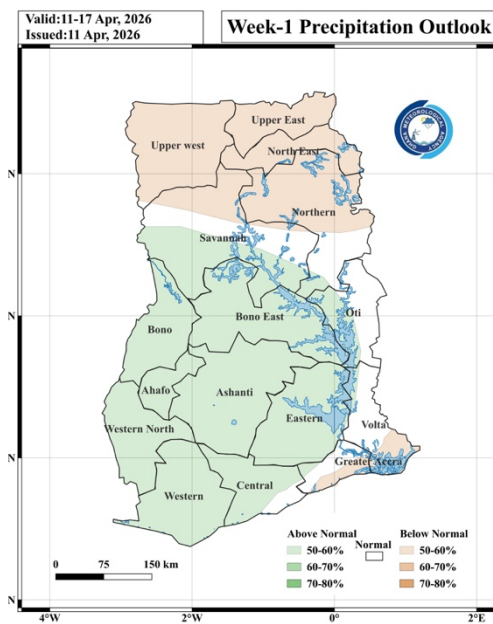 Valid:11-17 Apr, 2026
Issued:11 Apr, 2026
Week-1 Precipitation Outlook
GHANA METEOROLOGICAL AGENCY
Upper East
Upper west
North East
Northern
Savannah
Oti
Bono East
Bono
Ahafo
Ashanti
Eastern
Western North
Volta
Greater Accra
Central
Western
Above Normal
Normal
Below Normal
50-60%
50-60%
60-70%
60-70%
70-80%
70-80%
0 75 150 km
N
N
N
N
4°W 2°W 0° 2°E